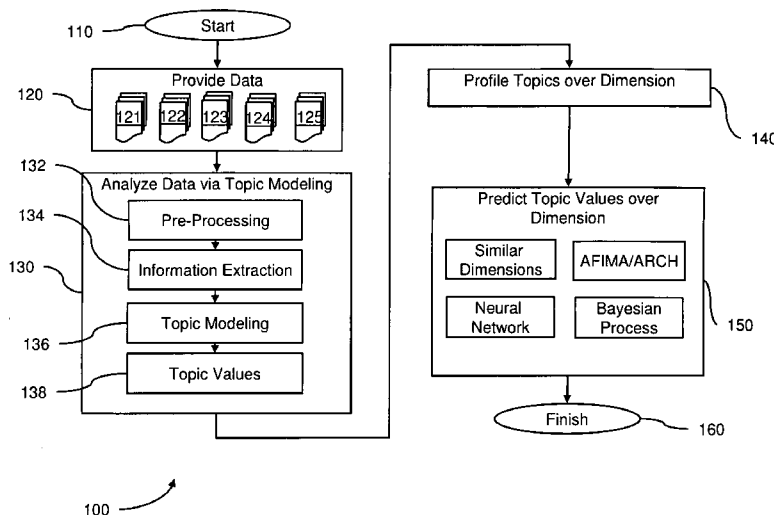 110
Start
120
Provide Data
121 122 123 124 125
130
Analyze Data via Topic Modeling
132
Pre-Processing
134
Information Extraction
136
Topic Modeling
138
Topic Values
Profile Topics over Dimension
140
Predict Topic Values over
Dimension
Similar
Dimensions
AFIMA/ARCH
Neural
Network
Bayesian
Process
150
Finish
160
100